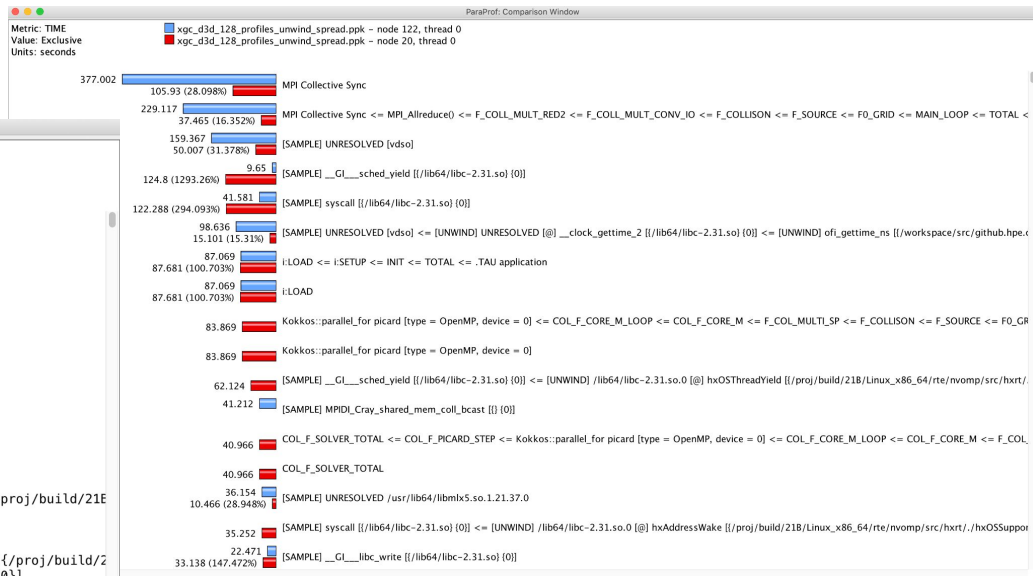 ParaProf: Comparison Window
Metric: TIME
Value: Exclusive
Units: seconds
xgc_d3d_128_profiles_unwind_spread.ppk – node 122, thread 0
xgc_d3d_128_profiles_unwind_spread.ppk – node 20, thread 0
377.002
105.93 (28.098%)
MPI Collective Sync
229.117
37.465 (16.352%)
MPI Collective Sync <= MPI_Allreduce() <= F_COLL_MULT_RED2 <= F_COLL_MULT_CONV_IO <= F_COLLISON <= F_SOURCE <= F0_GRID <= MAIN_LOOP <= TOTAL <
159.367
50.007 (31.378%)
[SAMPLE] UNRESOLVED [vdso]
9.65
124.8 (1293.26%)
[SAMPLE] __GI___sched_yield [{/lib64/libc-2.31.so} {0}]
41.581
122.288 (294.093%)
[SAMPLE] syscall [{/lib64/libc-2.31.so} {0}]
98.636
15.101 (15.31%)
[SAMPLE] UNRESOLVED [vdso] <= [UNWIND] UNRESOLVED [@] __clock_gettime_2 [{/lib64/libc-2.31.so} {0}] <= [UNWIND] ofi_gettime_ns [{/workspace/src/github.hpe.c
87.069
87.681 (100.703%)
i:LOAD <= i:SETUP <= INIT <= TOTAL <= .TAU application
87.069
87.681 (100.703%)
i:LOAD
83.869
Kokkos::parallel_for picard [type = OpenMP, device = 0] <= COL_F_CORE_M_LOOP <= COL_F_CORE_M <= F_COL_MULTI_SP <= F_COLLISON <= F_SOURCE <= F0_GR
83.869
Kokkos::parallel_for picard [type = OpenMP, device = 0]
62.124
[SAMPLE] __GI___sched_yield [{/lib64/libc-2.31.so} {0}] <= [UNWIND] /lib64/libc-2.31.so.0 [@] hxOSThreadYield [{/proj/build/21B/Linux_x86_64/rte/nvomp/src/hxrt/.
41.212
[SAMPLE] MPIDI_Cray_shared_mem_coll_bcast [{} {0}]
40.966
COL_F_SOLVER_TOTAL <= COL_F_PICARD_STEP <= Kokkos::parallel_for picard [type = OpenMP, device = 0] <= COL_F_CORE_M_LOOP <= COL_F_CORE_M <= F_COL_
40.966
COL_F_SOLVER_TOTAL
36.154
10.466 (28.948%)
[SAMPLE] UNRESOLVED /usr/lib64/libmlx5.so.1.21.37.0
35.252
[SAMPLE] syscall [{/lib64/libc-2.31.so} {0}] <= [UNWIND] /lib64/libc-2.31.so.0 [@] hxAddressWake [{/proj/build/21B/Linux_x86_64/rte/nvomp/src/hxrt/./hxOSSuppor
22.471
33.138 (147.472%)
[SAMPLE] __GI___libc_write [{/lib64/libc-2.31.so} {0}]
proj/build/21B
{/proj/build/2
0}]